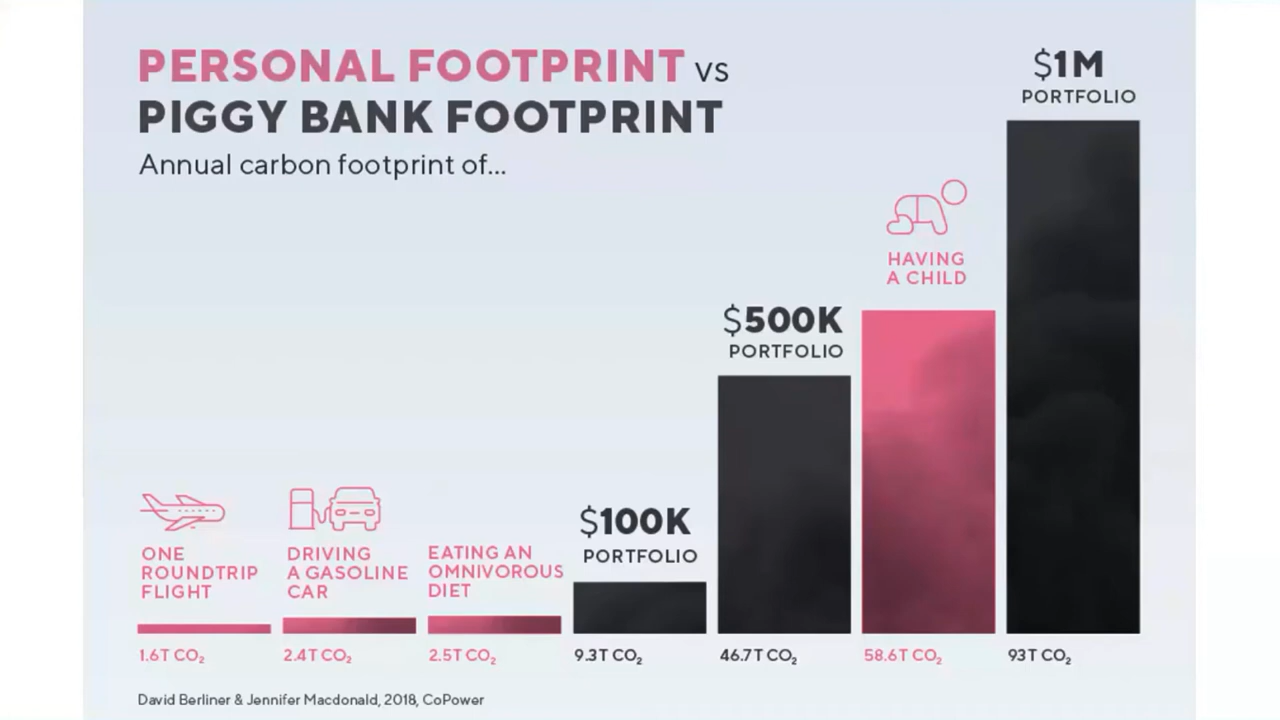 PERSONAL FOOTPRINT vs
PIGGY BANK FOOTPRINT
Annual carbon footprint of...
ONE
ROUNDTRIP
FLIGHT
1.6T CO₂
DRIVING
A GASOLINE
CAR
2.4T CO₂
EATING AN
OMNIVOROUS
DIET
2.5T CO₂
$100K
PORTFOLIO
9.3T CO₂
$500K
PORTFOLIO
46.7T CO₂
HAVING
A CHILD
58.6T CO₂
$1M
PORTFOLIO
93T CO₂
David Berliner & Jennifer Macdonald, 2018, CoPower